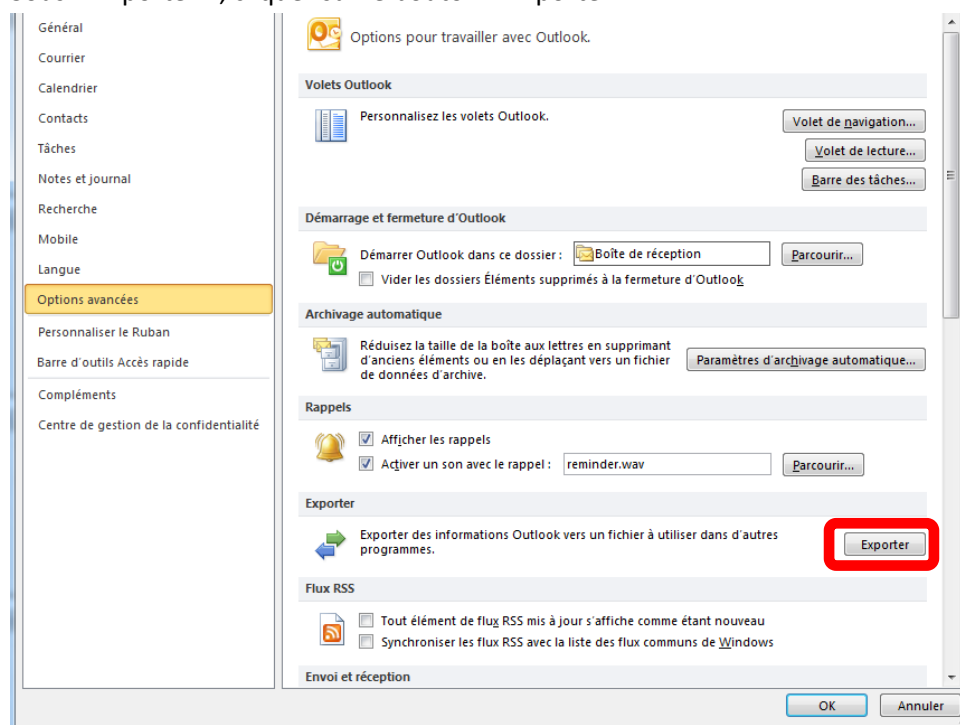 Général
Courrier
Calendrier
Contacts
Tâches
Notes et journal
Recherche
Mobile
Langue
Options avancées
Personnaliser le Ruban
Barre d'outils Accès rapide
Compléments
Centre de gestion de la confidentialité
Options pour travailler avec Outlook.
Volets Outlook
Personnalisez les volets Outlook.
Volet de navigation...
Volet de lecture...
Barre des tâches...
Démarrage et fermeture d'Outlook
Démarrer Outlook dans ce dossier : Boîte de réception Parcourir...
Vider les dossiers Éléments supprimés à la fermeture d'Outlook
Archivage automatique
Réduisez la taille de la boîte aux lettres en supprimant
d'anciens éléments ou en les déplaçant vers un fichier
de données d'archive.
Paramètres d'archivage automatique...
Rappels
Afficher les rappels
Activer un son avec le rappel : reminder.wav Parcourir...
Exporter
Exporter des informations Outlook vers un fichier à utiliser dans d'autres
programmes.
Exporter
Flux RSS
Tout élément de flux RSS mis à jour s'affiche comme étant nouveau
Synchroniser les flux RSS avec la liste des flux communs de Windows
Envoi et réception
OK Annuler